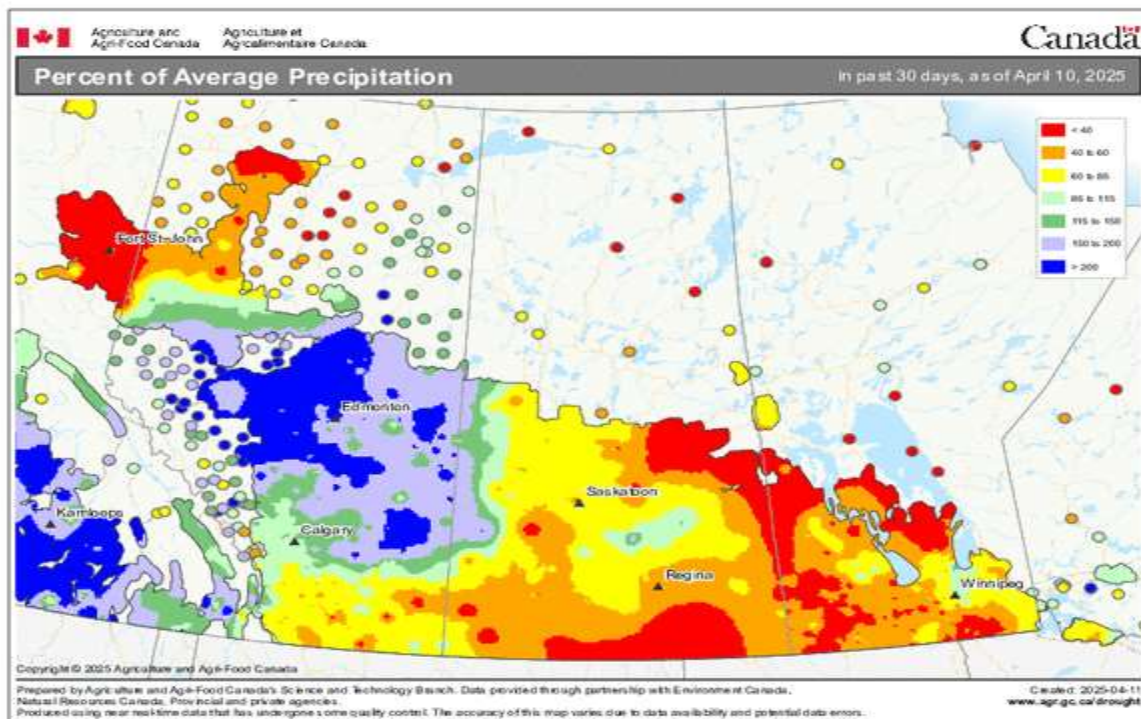 Agriculture and Agri-Food Canada
Agriculture et Agroalimentaire Canada
Canada
Percent of Average Precipitation
In past 30 days, as of April 10, 2025
< 40
40 to 60
60 to 85
85 to 115
115 to 150
150 to 200
> 200
Fort St-John
Edmonton
Kamloops
Calgary
Saskatoon
Regina
Winnipeg
Copyright © 2025 Agriculture and Agri-Food Canada
Prepared by Agriculture and Agri-Food Canada's Science and Technology Branch. Data provided through partnership with Environment Canada,
Natural Resources Canada, Provincial and private agencies.
Produced using near real-time data that has undergone some quality control. The accuracy of this map varies due to data availability and potential data errors.
Created: 2025-04-11
www.agr.gc.ca/drought